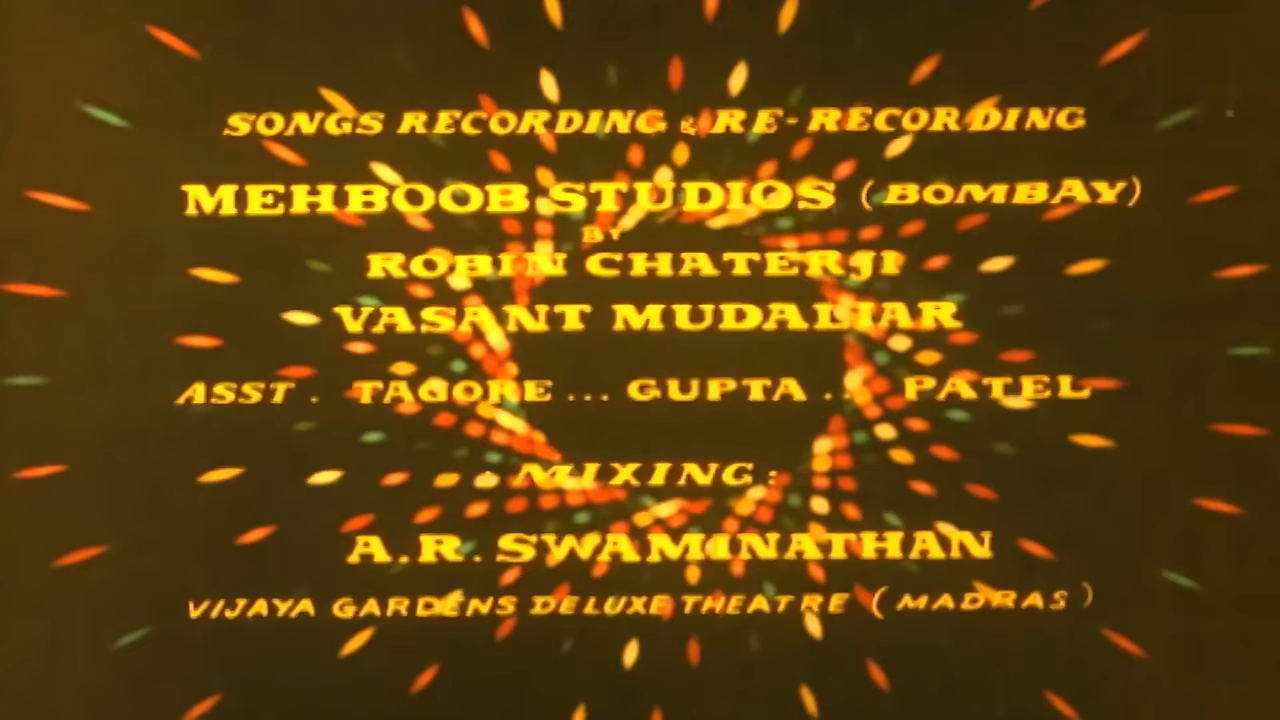 SONGS RECORDING & RE-RECORDING
MEHBOOB STUDIOS (BOMBAY)
BY
ROBIN CHATERJI
VASANT MUDALIAR
ASST. TAGORE... GUPTA... PATEL
MIXING:
A.R. SWAMINATHAN
VIJAYA GARDENS DELUXE THEATRE (MADRAS)